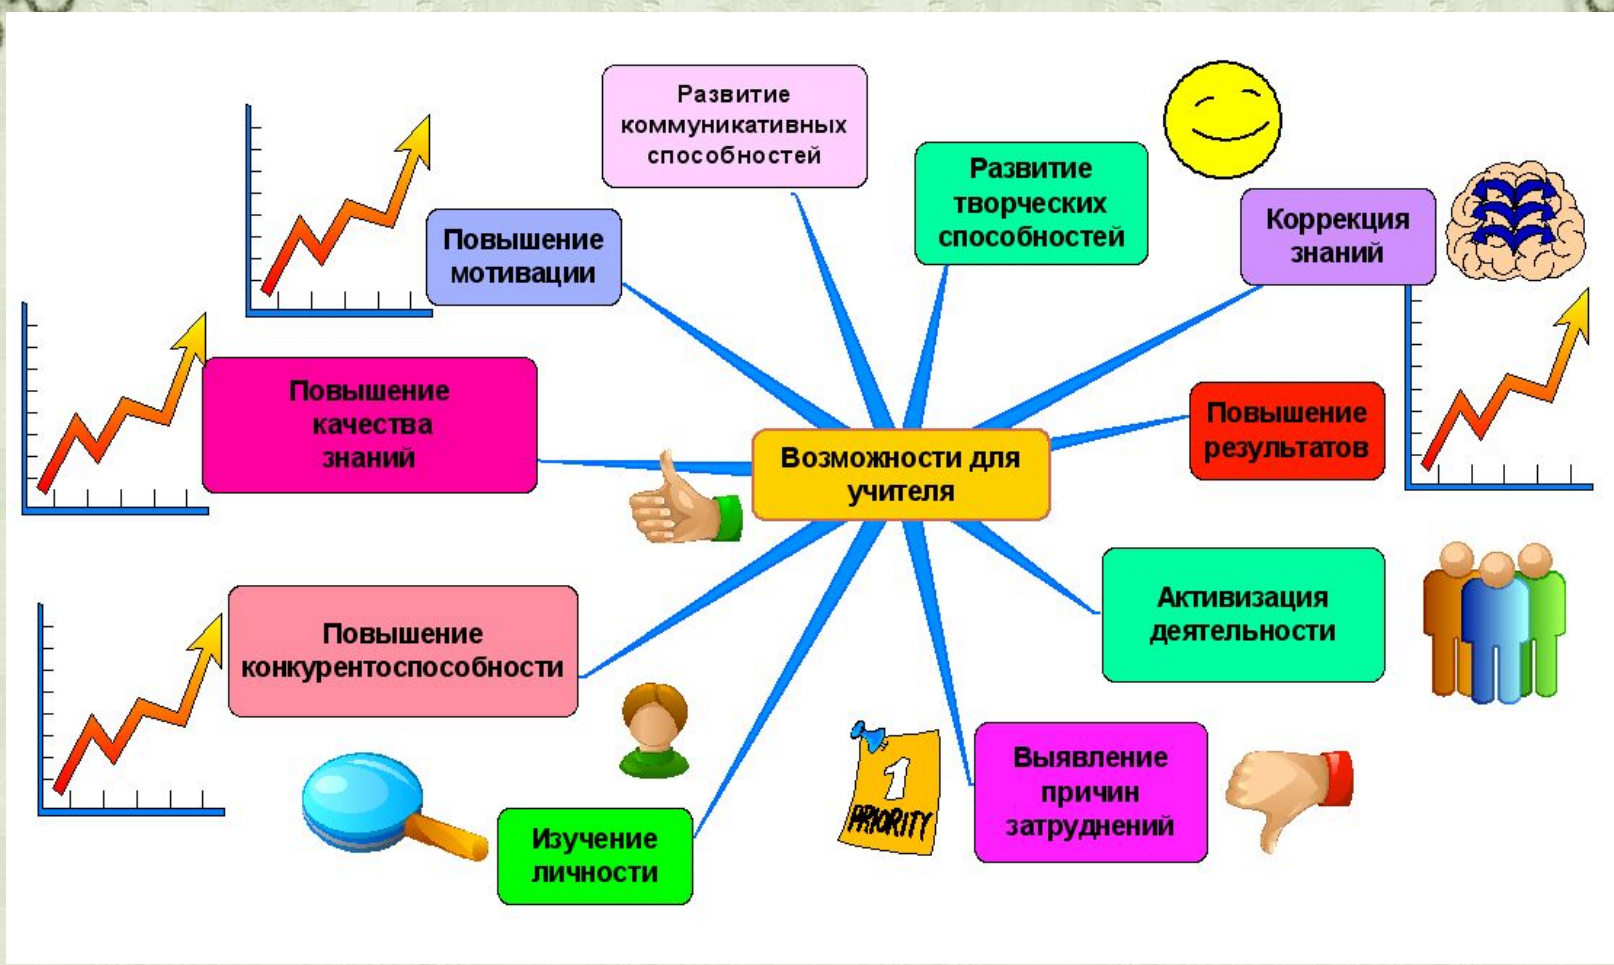 Развитие
коммуникативных
способностей
Развитие
творческих
способностей
Коррекция
знаний
Повышение
мотивации
Повышение
качества
знаний
Повышение
результатов
Возможности для
учителя
Активизация
деятельности
Повышение
конкурентоспособности
Выявление
причин
затруднений
1
PRIORITY
Изучение
личности